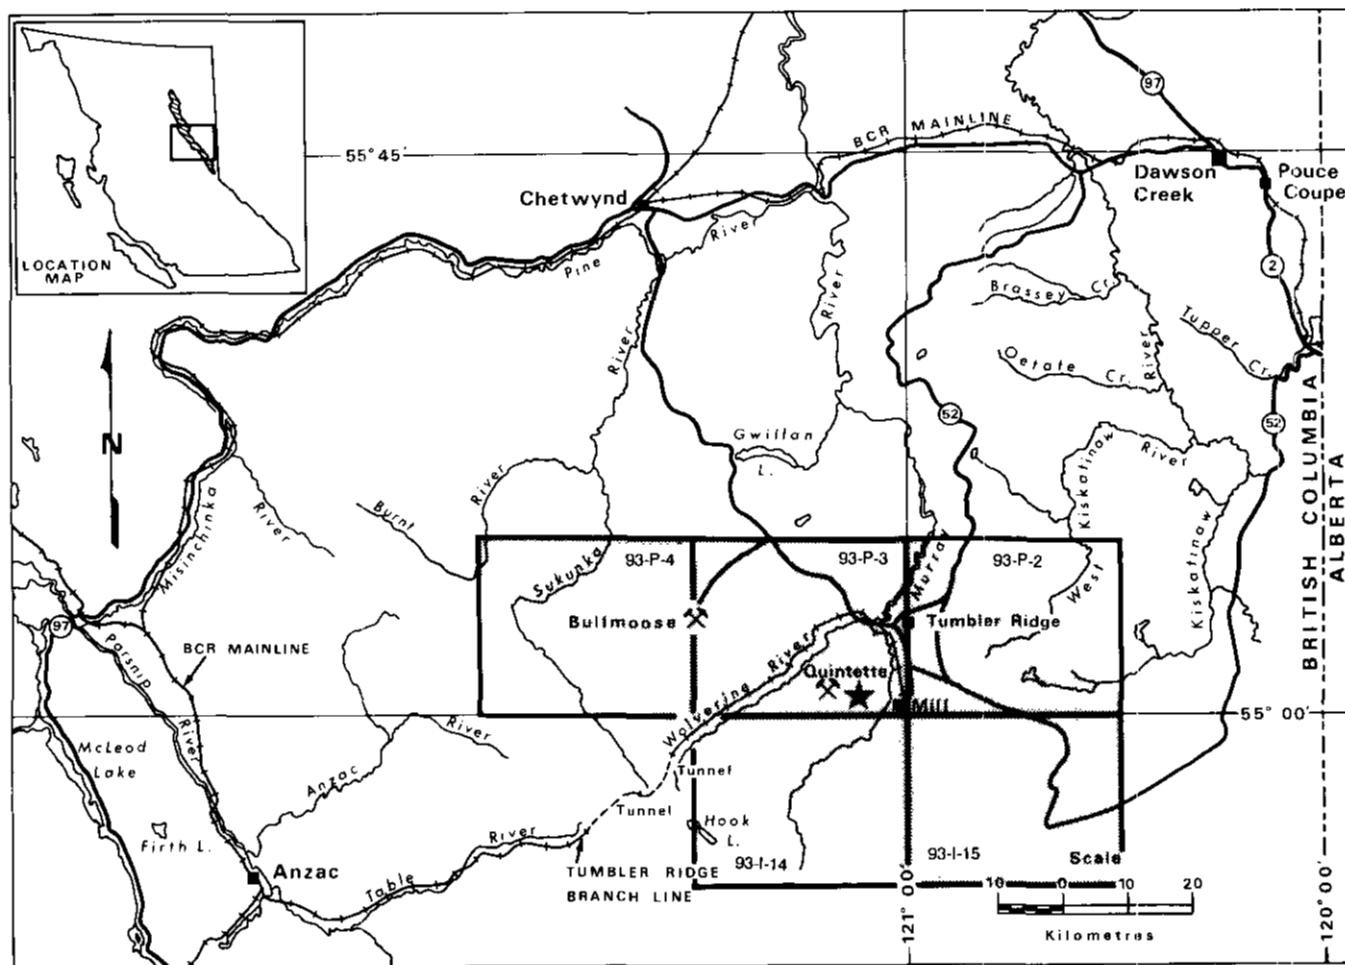 97
BCR MAINLINE
55° 45'
Dawson
Creek
Pouce
Coupe
Chetwynd
River
Pine
LOCATION
MAP
2
Brassey Cr.
River
Tupper
Cr.
River
River
Oetate Cr.
52
52
Gwillan
L.
Kiskatinaw
River
N
River
Burnt
Misinchinka
River
BRITISH COLUMBIA
ALBERTA
93-P-4
93-P-3
93-P-2
Murray
Sukunka
West
Kiskatinaw
Bullmoose
Tumbler Ridge
97
Parsnip
River
BCR MAINLINE
Wolvering River
Quintette
Mill
55° 00'
McLeod
Lake
River
Anzac
Tunnel
Tunnel
Hook
L.
Firth L.
River
93-I-14
93-I-15
Scale
Anzac
Table
TUMBLER RIDGE
BRANCH LINE
10 0 10 20
Kilometres
121° 00'
120° 00'